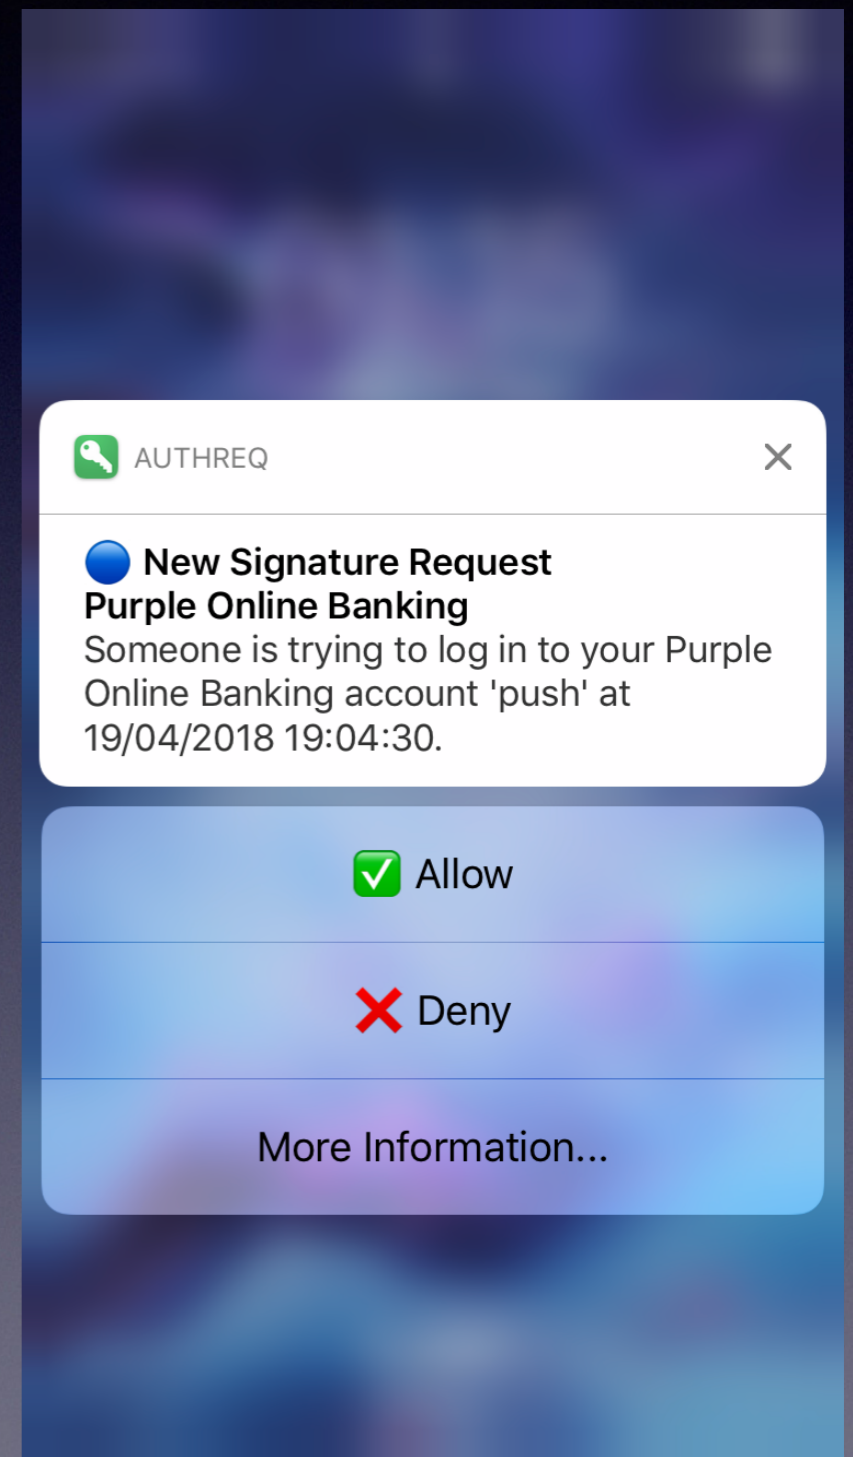 AUTHREQ
🔵 New Signature Request
Purple Online Banking
Someone is trying to log in to your Purple
Online Banking account 'push' at
19/04/2018 19:04:30.
✅ Allow
❌ Deny
More Information...